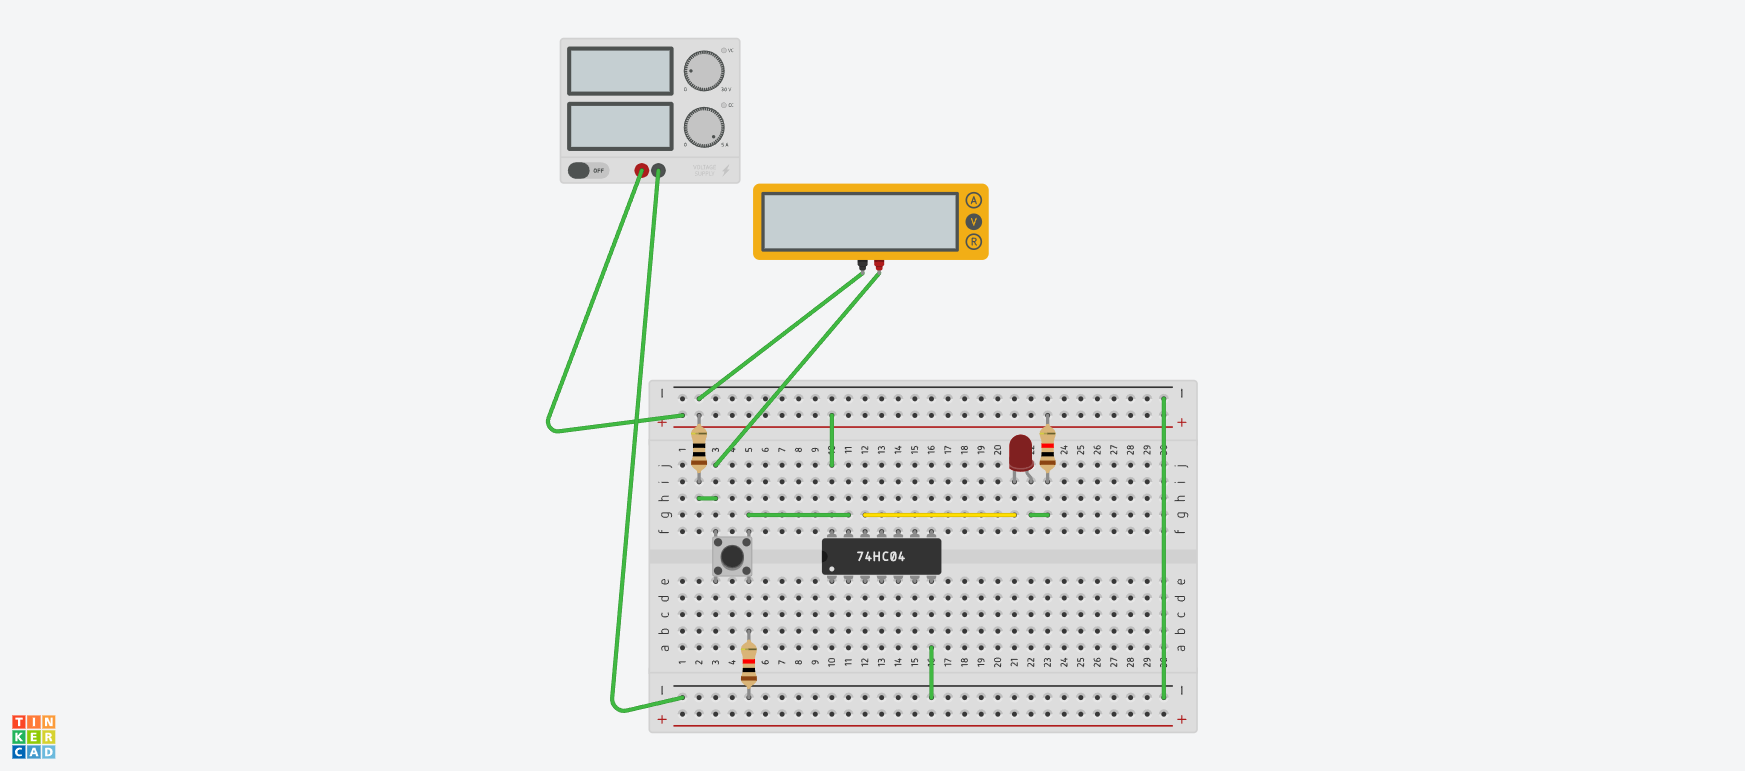 VC
0 30 V
CC
0 5 A
OFF VOLTAGE SUPPLY
A
V
R
- -
+ +
1 2 3 4 5 6 7 8 9 10 11 12 13 14 15 16 17 18 19 20 21 22 23 24 25 26 27 28 29 30
j j
i i
h h
g g
f f
74HC04
e e
d d
c c
b b
a a
1 2 3 4 5 6 7 8 9 10 11 12 13 14 15 16 17 18 19 20 21 22 23 24 25 26 27 28 29 30
- -
+ +
TIN
KER
CAD